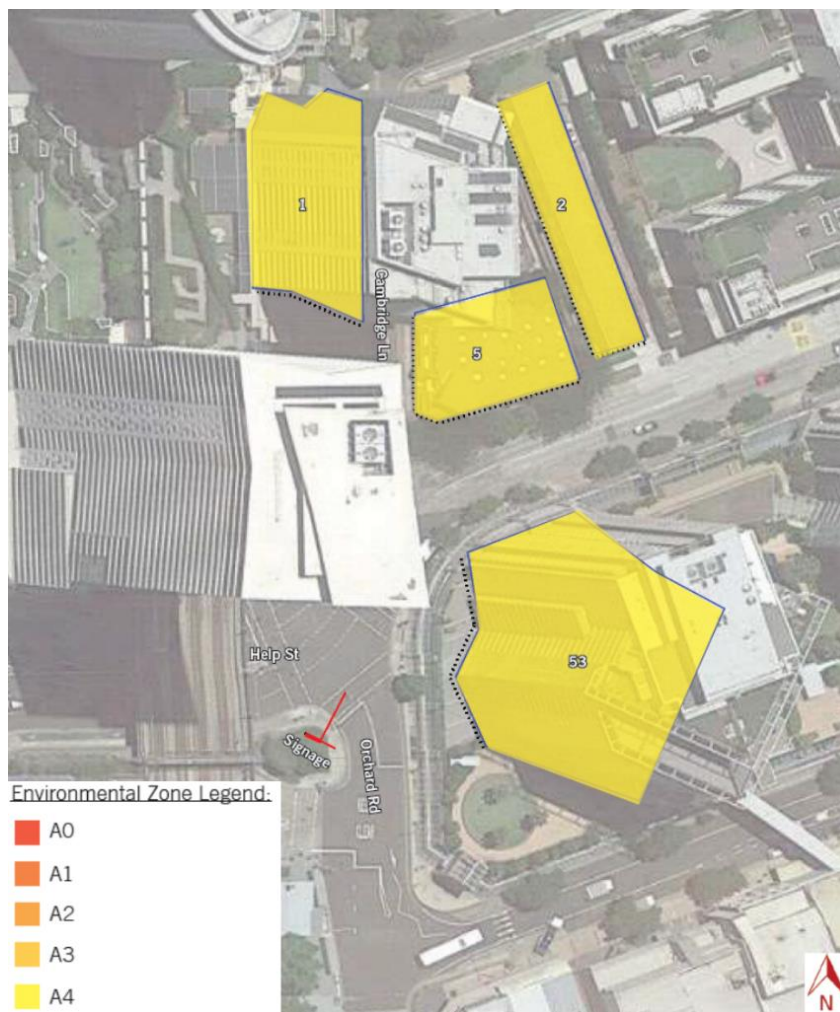 1
2
Cambridge Ln
5
Help St
53
Signage
Orchard Rd
Environmental Zone Legend:
A0
A1
A2
A3
A4
N